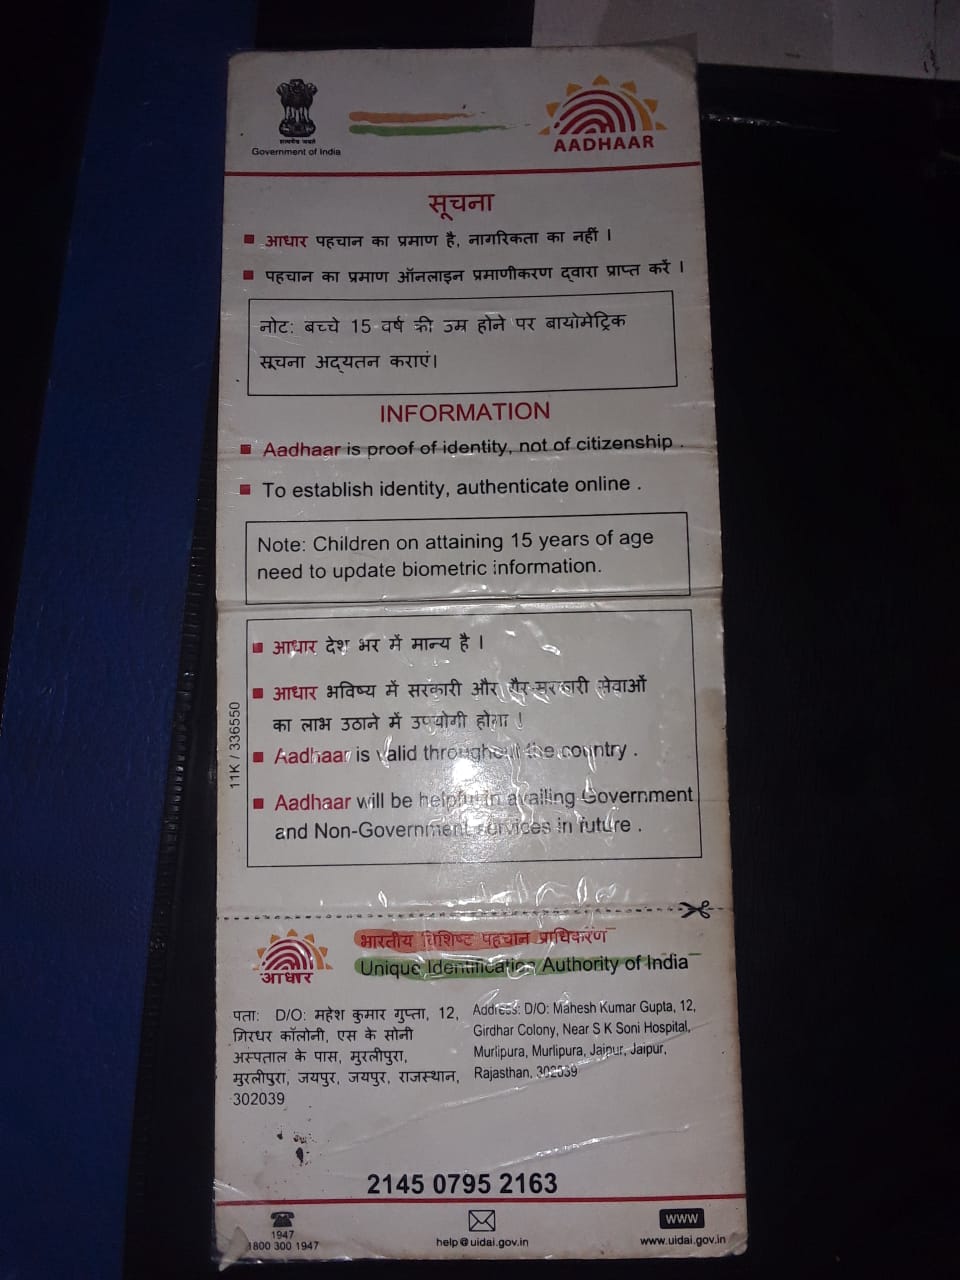 सत्यमेव जयते
Government of India
AADHAAR
सूचना
आधार पहचान का प्रमाण है, नागरिकता का नहीं ।
पहचान का प्रमाण ऑनलाइन प्रमाणीकरण द्वारा प्राप्त करें ।
नोट: बच्चे 15 वर्ष की उम्र होने पर बायोमेट्रिक
सूचना अद्यतन कराएं।
INFORMATION
Aadhaar is proof of identity, not of citizenship .
To establish identity, authenticate online .
Note: Children on attaining 15 years of age
need to update biometric information.
11K / 336550
आधार देश भर में मान्य है ।
आधार भविष्य में सरकारी और गैर-सरकारी सेवाओं
का लाभ उठाने में उपयोगी होगा ।
Aadhaar is valid throughout the country .
Aadhaar will be helpful in availing Government
and Non-Government services in future .
आधार
भारतीय विशिष्ट पहचान प्राधिकरण
Unique Identification Authority of India
पता: D/O: महेश कुमार गुप्ता, 12,
गिरधर कॉलोनी, एस के सोनी
अस्पताल के पास, मुरलीपुरा,
मुरलीपुरा, जयपुर, जयपुर, राजस्थान,
302039
Address: D/O: Mahesh Kumar Gupta, 12,
Girdhar Colony, Near S K Soni Hospital,
Murlipura, Murlipura, Jaipur, Jaipur,
Rajasthan, 302039
2145 0795 2163
1947
1800 300 1947
help@uidai.gov.in
www
www.uidai.gov.in